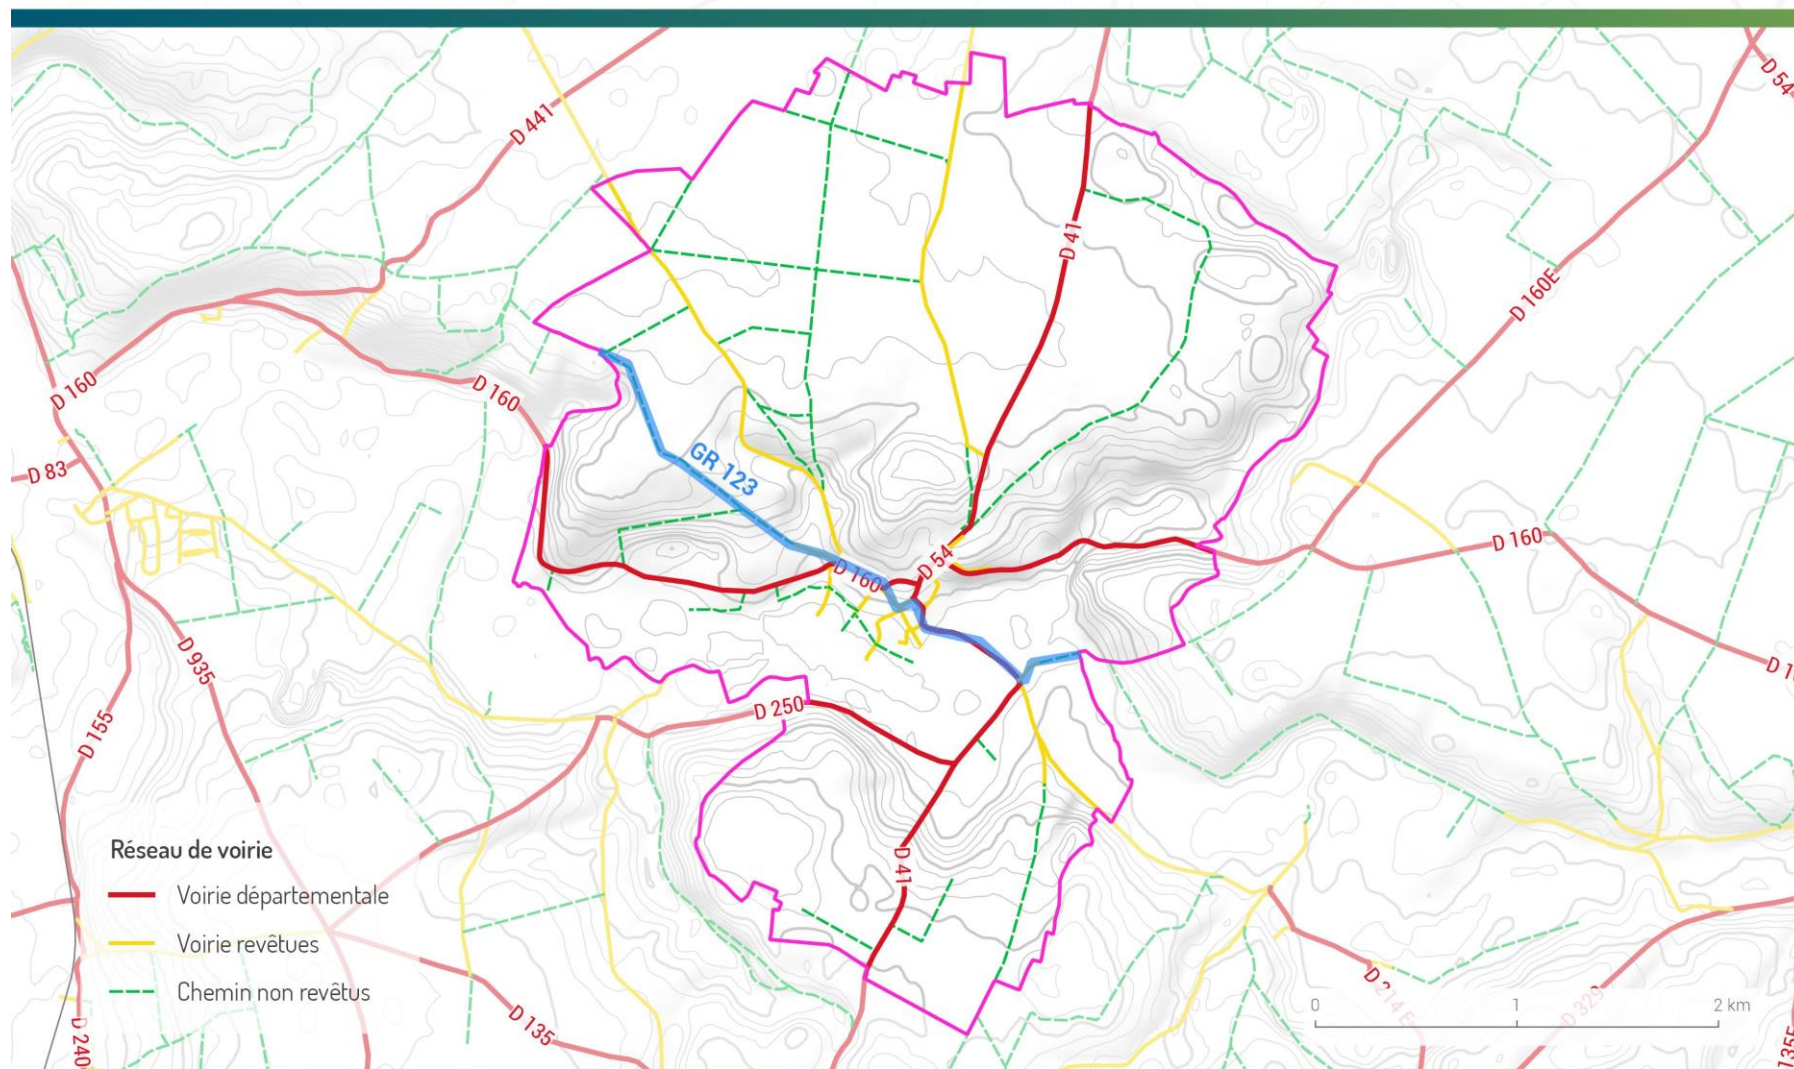 D 54
D 441
D 41
D 160E
D 160
D 160
GR 123
D 83
D 160
D 54
D 160
D 935
D 250
D 155
Réseau de voirie
Voirie départementale
Voirie revêtues
Chemin non revêtus
D 41
0 1 2 km
D 329
D 135
D 240